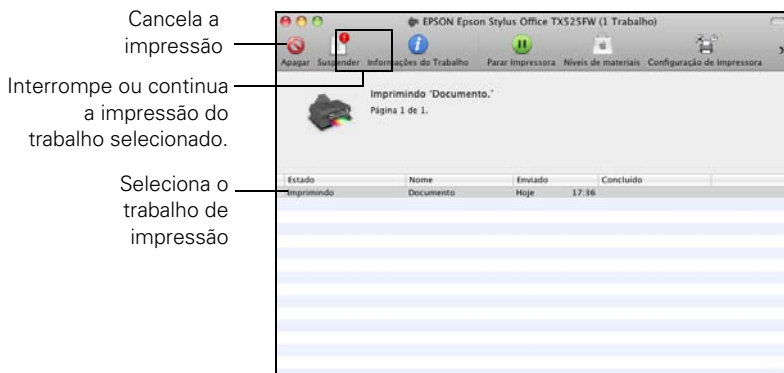 Cancela a
impressão
Interrompe ou continua
a impressão do
trabalho selecionado.
Seleciona o
trabalho de
impressão
EPSON Epson Stylus Office TX525FW (1 Trabalho)
Apagar Suspender Informações do Trabalho Parar Impressora Níveis de materiais Configuração de Impressora
Imprimindo 'Documento.'
Página 1 de 1.
Estado Nome Enviado Concluído
Imprimindo Documento Hoje 17:36